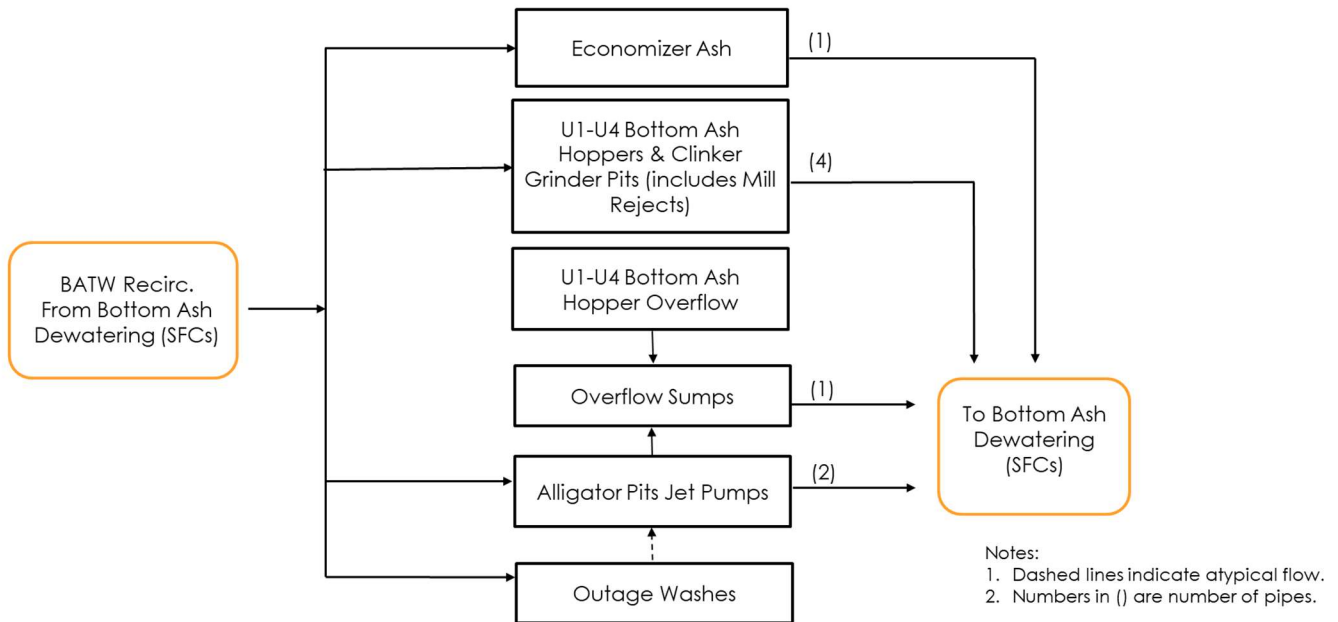 Economizer Ash
(1)
U1-U4 Bottom Ash
Hoppers & Clinker
Grinder Pits (includes Mill
Rejects)
(4)
BATW Recirc.
From Bottom Ash
Dewatering (SFCs)
U1-U4 Bottom Ash
Hopper Overflow
Overflow Sumps
(1)
To Bottom Ash
Dewatering
(SFCs)
Alligator Pits Jet Pumps
(2)
Outage Washes
Notes:
1. Dashed lines indicate atypical flow.
2. Numbers in () are number of pipes.